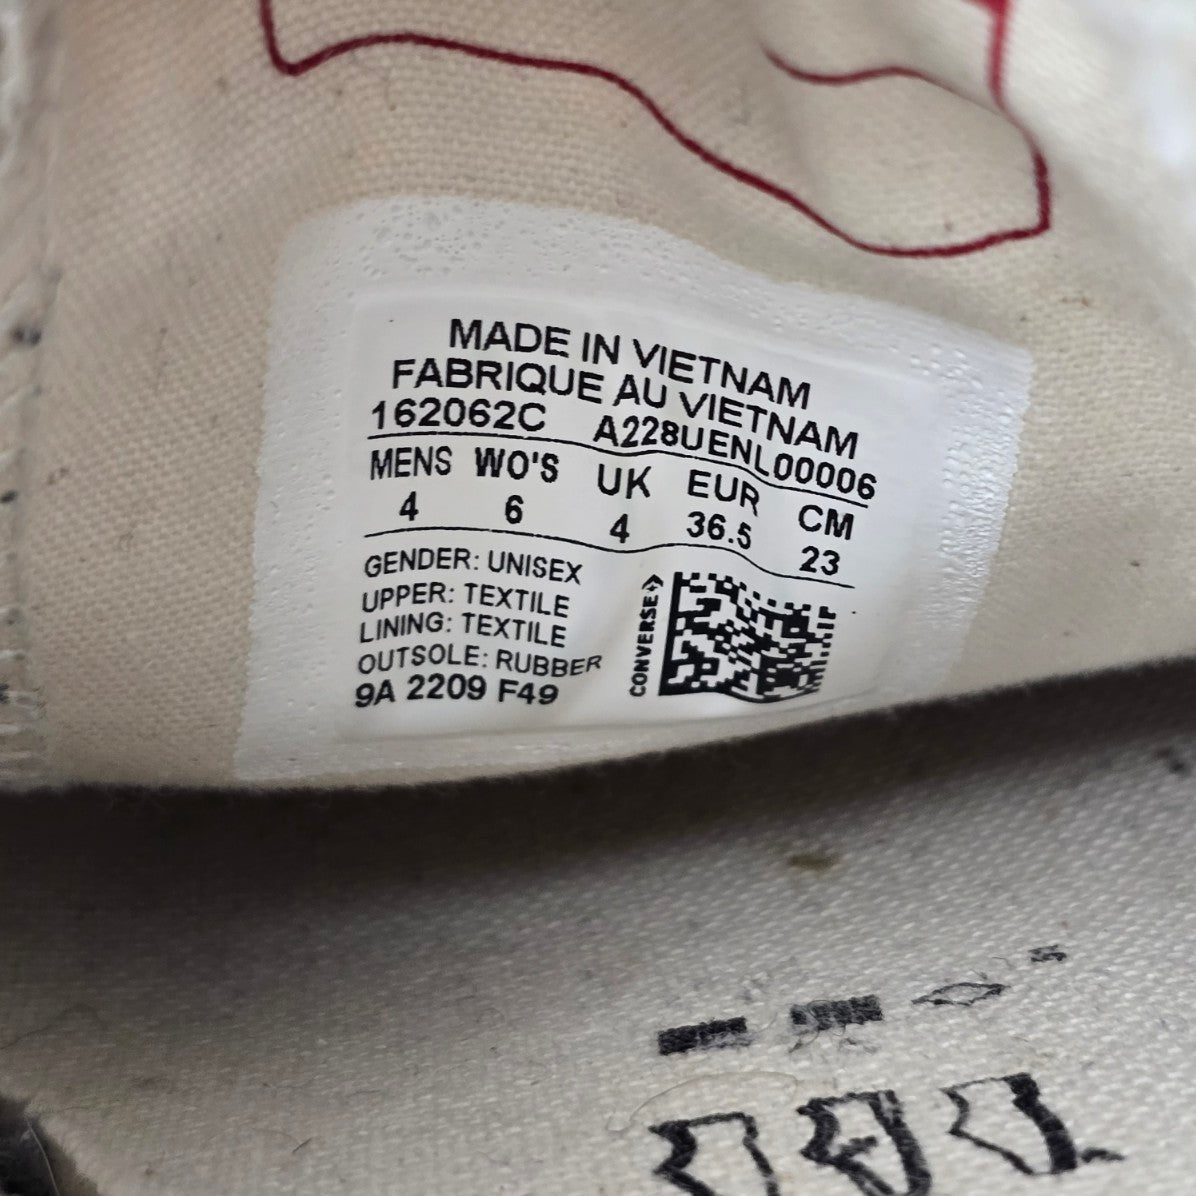 MADE IN VIETNAM
FABRIQUE AU VIETNAM
162062C A228UENL00006
MENS WO'S UK EUR CM
4 6 4 36.5 23
GENDER: UNISEX
UPPER: TEXTILE
LINING: TEXTILE
OUTSOLE: RUBBER
9A 2209 F49
CONVERSE